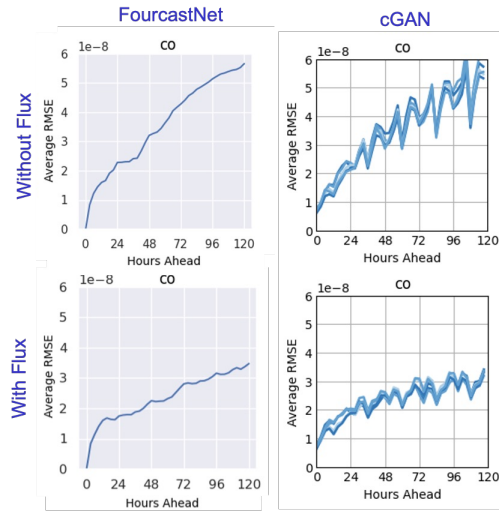 FourcastNet
cGAN
Without Flux
1e−8
co
6
5
4
3
2
1
0
Average RMSE
0 24 48 72 96 120
Hours Ahead
1e−8
co
6
5
4
3
2
1
0
Average RMSE
0 24 48 72 96 120
Hours Ahead
With Flux
1e−8
co
6
5
4
3
2
1
0
Average RMSE
0 24 48 72 96 120
Hours Ahead
1e−8
co
6
5
4
3
2
1
0
Average RMSE
0 24 48 72 96 120
Hours Ahead